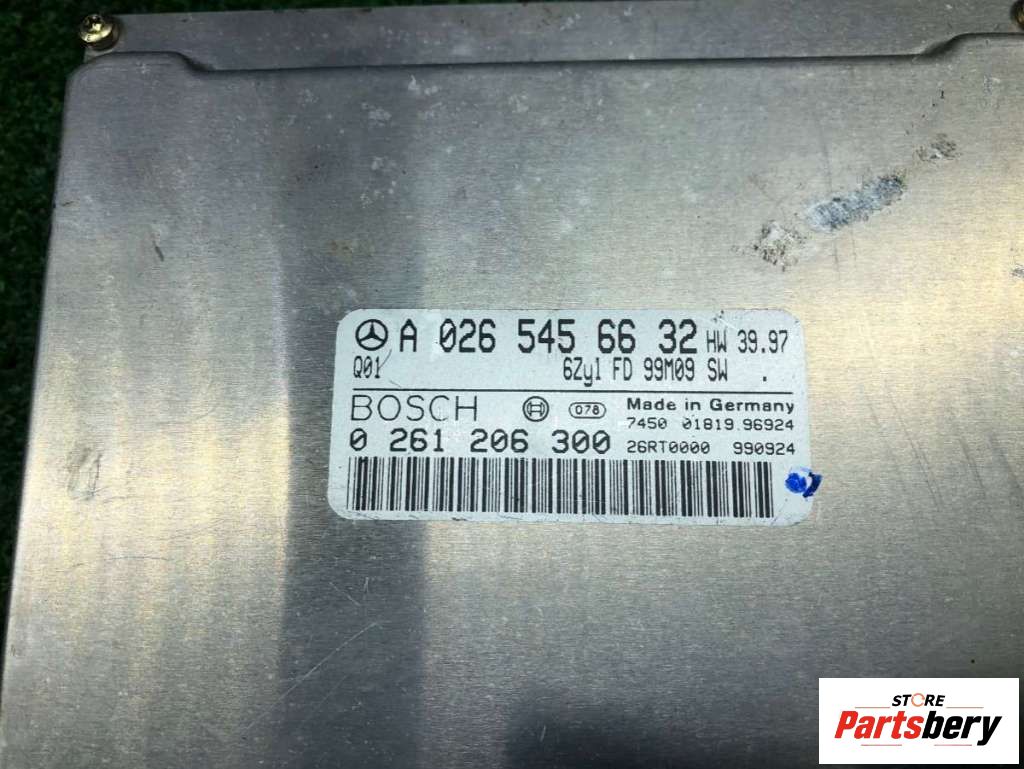 A 026 545 66 32 HW 39.97
Q01 6Zyl FD 99M09 SW .
BOSCH 078 Made in Germany
7450 01819.96924
0 261 206 300 26RT0000 990924
STORE
Partsbery